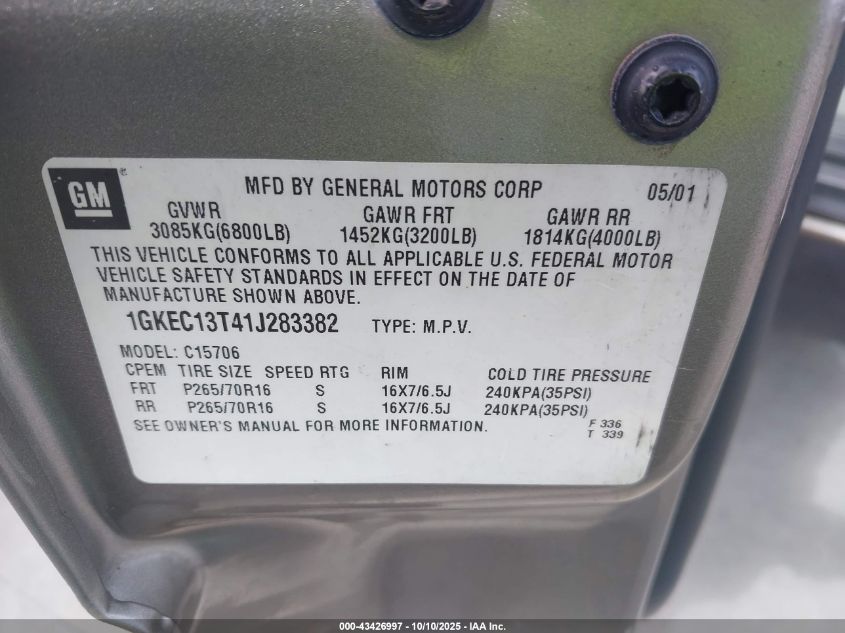 GM
MFD BY GENERAL MOTORS CORP 05/01
GVWR GAWR FRT GAWR RR
3085KG(6800LB) 1452KG(3200LB) 1814KG(4000LB)
THIS VEHICLE CONFORMS TO ALL APPLICABLE U.S. FEDERAL MOTOR
VEHICLE SAFETY STANDARDS IN EFFECT ON THE DATE OF
MANUFACTURE SHOWN ABOVE.
1GKEC13T41J283382 TYPE: M.P.V.
MODEL: C15706
CPEM TIRE SIZE SPEED RTG RIM COLD TIRE PRESSURE
FRT P265/70R16 S 16X7/6.5J 240KPA(35PSI)
RR P265/70R16 S 16X7/6.5J 240KPA(35PSI)
SEE OWNER'S MANUAL FOR MORE INFORMATION. F 336
T 339
000-43426997 - 10/10/2025 - IAA Inc.